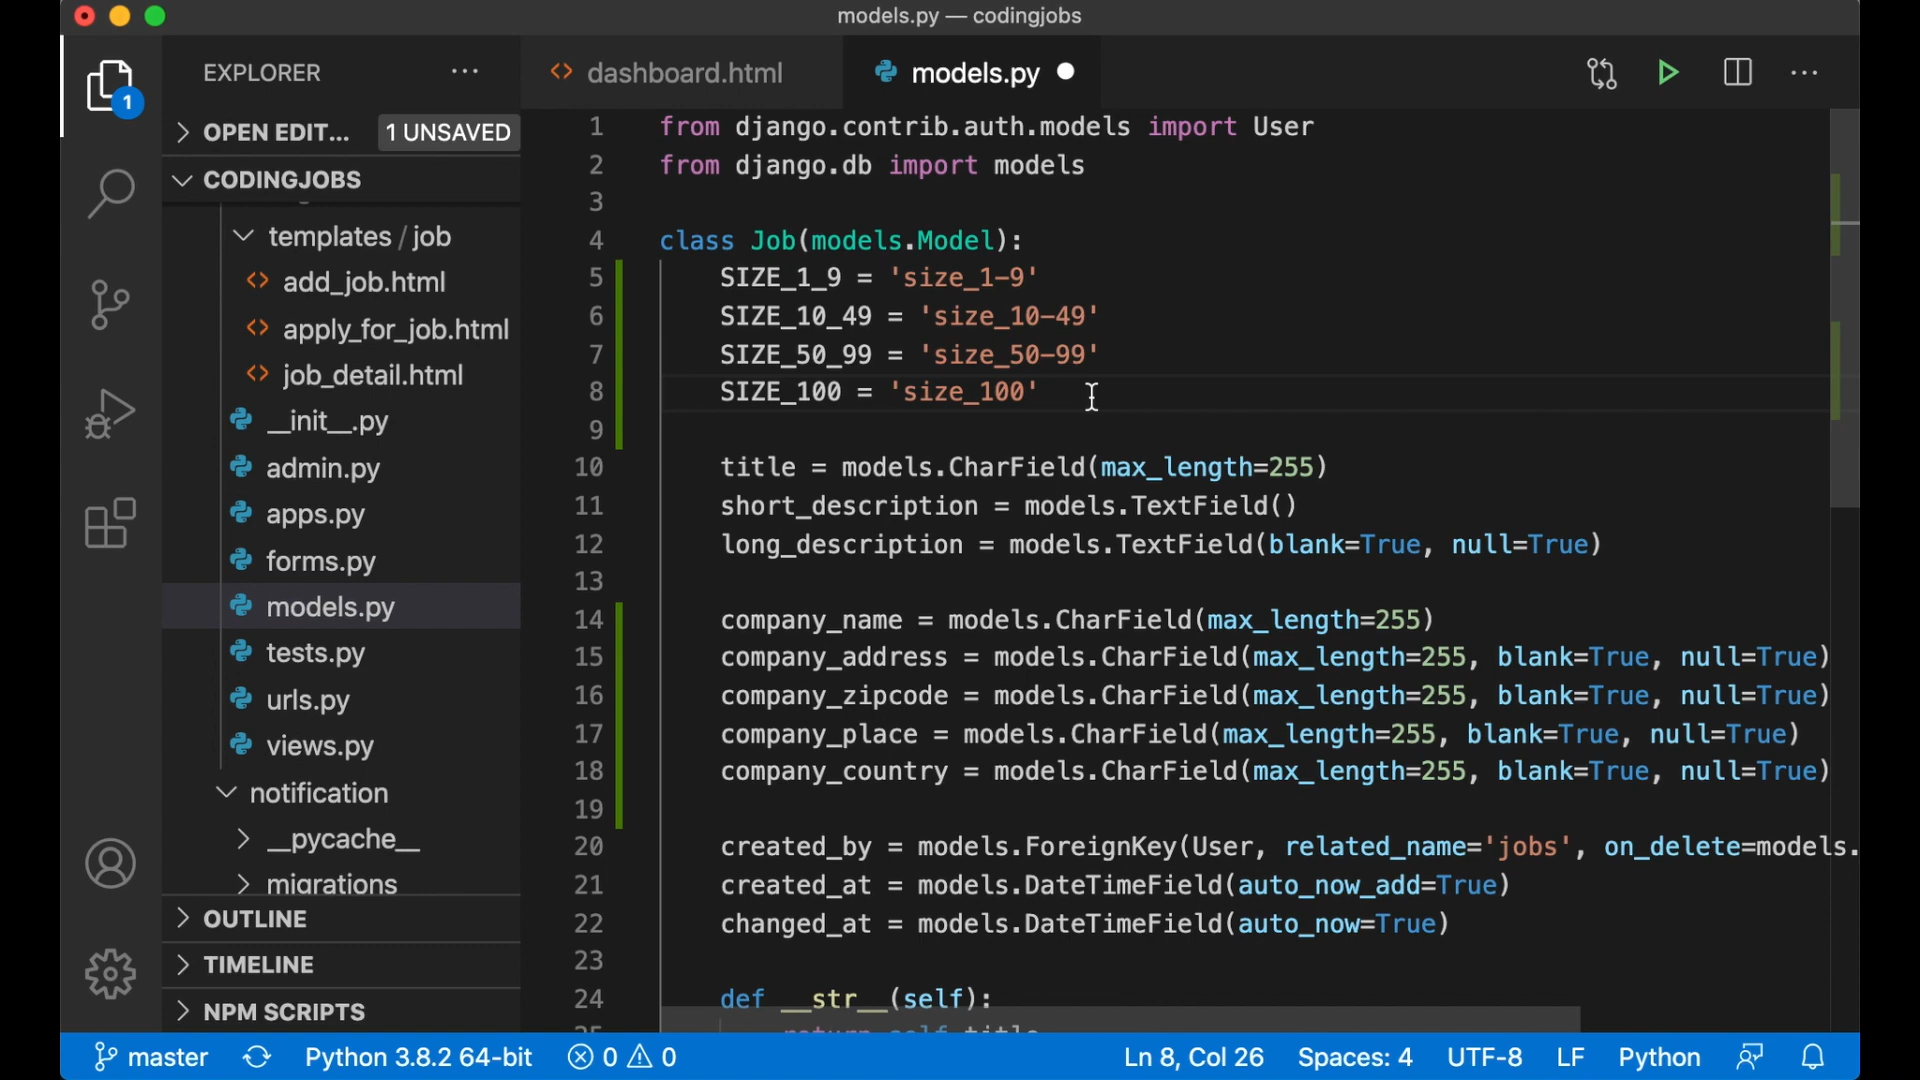 models.py — codingjobs
EXPLORER
dashboard.html
models.py
1
OPEN EDIT... 1 UNSAVED
CODINGJOBS
templates / job
add_job.html
apply_for_job.html
job_detail.html
__init__.py
admin.py
apps.py
forms.py
models.py
tests.py
urls.py
views.py
notification
__pycache__
migrations
OUTLINE
TIMELINE
NPM SCRIPTS
1 from django.contrib.auth.models import User
2 from django.db import models
3
4 class Job(models.Model):
5 SIZE_1_9 = 'size_1-9'
6 SIZE_10_49 = 'size_10-49'
7 SIZE_50_99 = 'size_50-99'
8 SIZE_100 = 'size_100'
9
10 title = models.CharField(max_length=255)
11 short_description = models.TextField()
12 long_description = models.TextField(blank=True, null=True)
13
14 company_name = models.CharField(max_length=255)
15 company_address = models.CharField(max_length=255, blank=True, null=True)
16 company_zipcode = models.CharField(max_length=255, blank=True, null=True)
17 company_place = models.CharField(max_length=255, blank=True, null=True)
18 company_country = models.CharField(max_length=255, blank=True, null=True)
19
20 created_by = models.ForeignKey(User, related_name='jobs', on_delete=models.
21 created_at = models.DateTimeField(auto_now_add=True)
22 changed_at = models.DateTimeField(auto_now=True)
23
24 def __str__(self):
master Python 3.8.2 64-bit 0 0 Ln 8, Col 26 Spaces: 4 UTF-8 LF Python